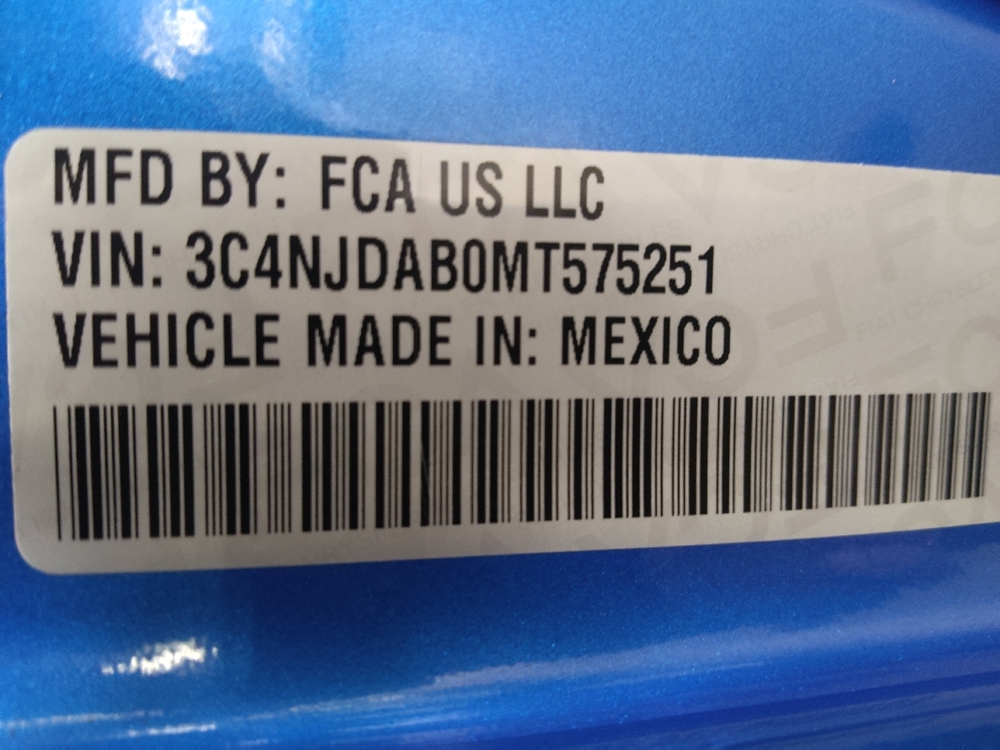 MFD BY: FCA US LLC
VIN: 3C4NJDAB0MT575251
VEHICLE MADE IN: MEXICO